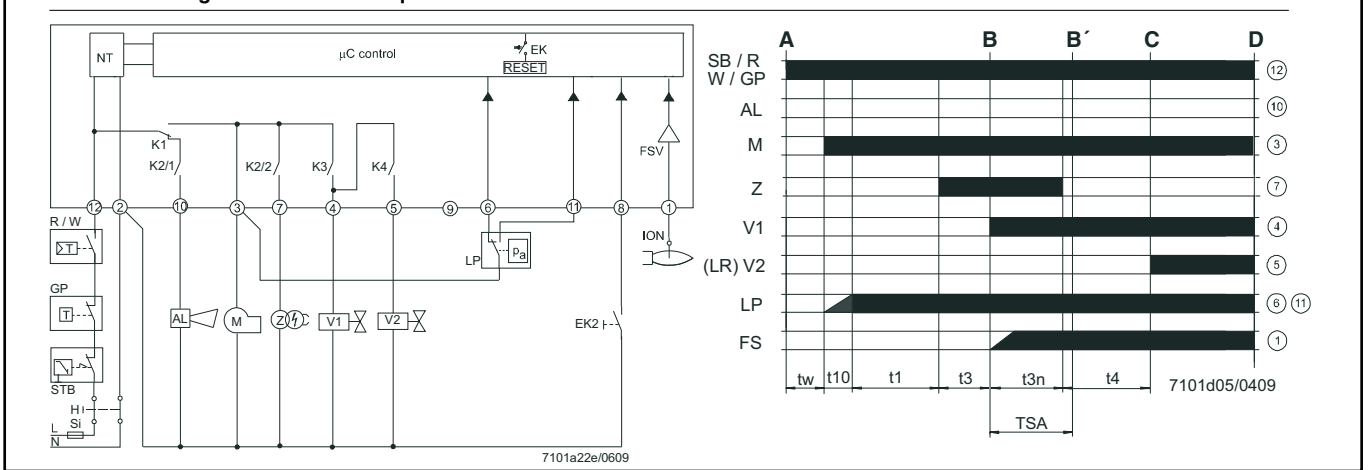 NT
µC control
EK
RESET
FSV
K1
K2/1
K2/2
K3
K4
12
2
10
3
7
4
5
9
6
11
8
1
R / W
T
GP
T
STB
H
Si
L
N
AL
M
Z
V1
V2
LP
pa
ION
EK2
7101a22e/0609
A
B
B´
C
D
SB / R
W / GP
12
AL
10
M
3
Z
7
V1
4
(LR) V2
5
LP
6
11
FS
1
tw
t10
t1
t3
t3n
t4
7101d05/0409
TSA